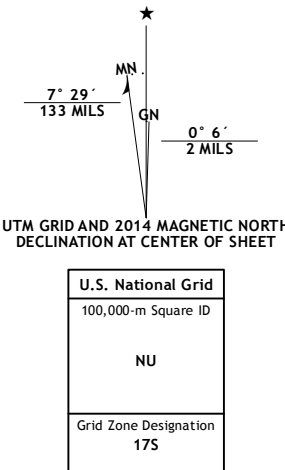 MN
7° 29´
133 MILS
GN
0° 6´
2 MILS
UTM GRID AND 2014 MAGNETIC NORTH
DECLINATION AT CENTER OF SHEET
U.S. National Grid
100,000-m Square ID
NU
Grid Zone Designation
17S